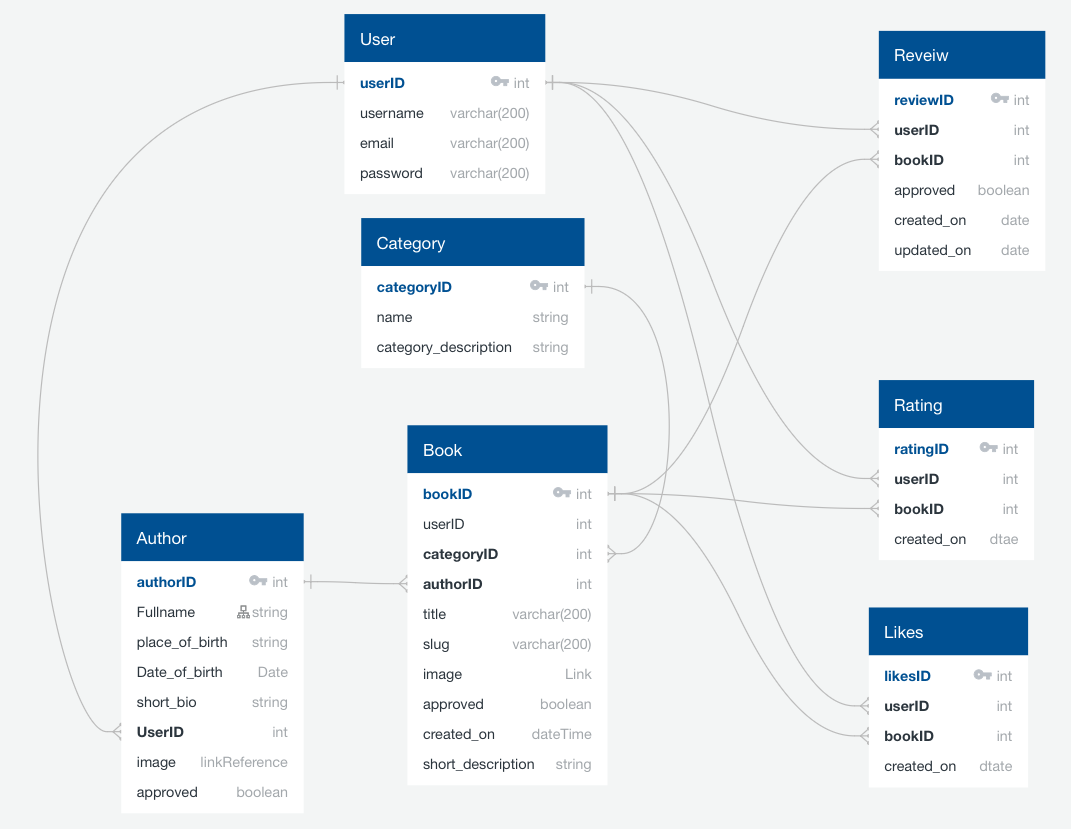 User
userID int
username varchar(200)
email varchar(200)
password varchar(200)
Reveiw
reviewID int
userID int
bookID int
approved boolean
created_on date
updated_on date
Category
categoryID int
name string
category_description string
Rating
ratingID int
userID int
bookID int
created_on dtae
Book
bookID int
userID int
categoryID int
authorID int
title varchar(200)
slug varchar(200)
image Link
approved boolean
created_on dateTime
short_description string
Author
authorID int
Fullname string
place_of_birth string
Date_of_birth Date
short_bio string
UserID int
image linkReference
approved boolean
Likes
likesID int
userID int
bookID int
created_on dtate